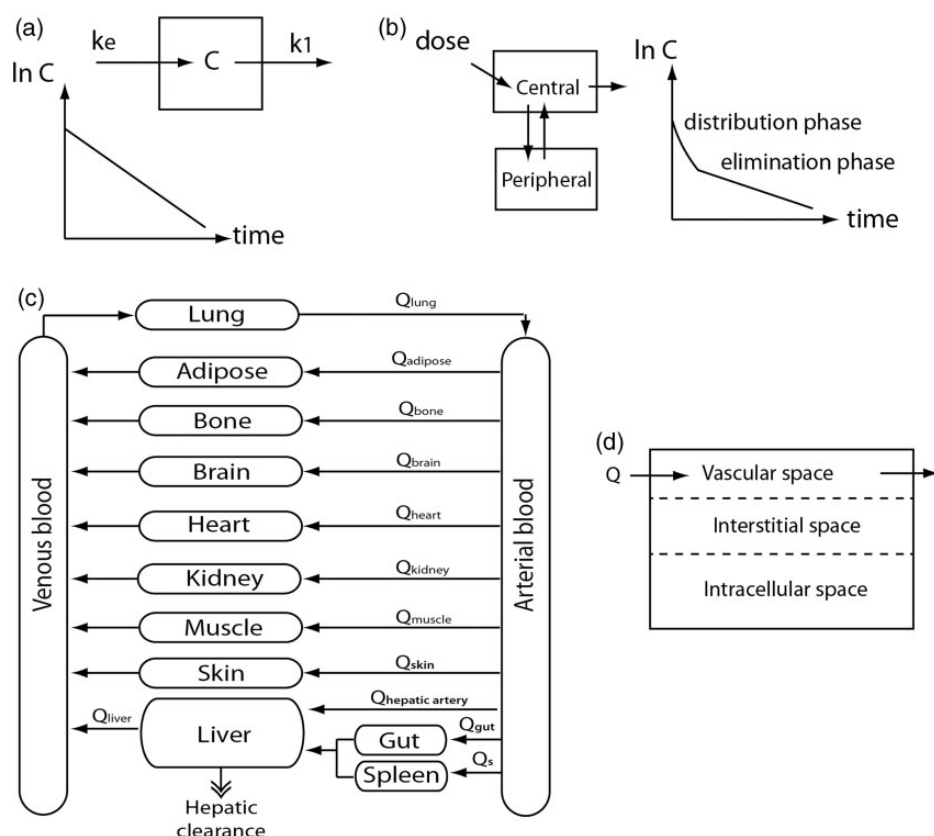 (a)
ke
C
k1
ln C
time
(b)
dose
Central
Peripheral
ln C
distribution phase
elimination phase
time
(c)
Lung
Qlung
Adipose
Qadipose
Bone
Qbone
Brain
Qbrain
Heart
Qheart
Kidney
Qkidney
Muscle
Qmuscle
Skin
Qskin
Qhepatic artery
Qliver
Liver
Qgut
Gut
Qs
Spleen
Hepatic
clearance
Venous blood
Arterial blood
(d)
Q
Vascular space
Interstitial space
Intracellular space